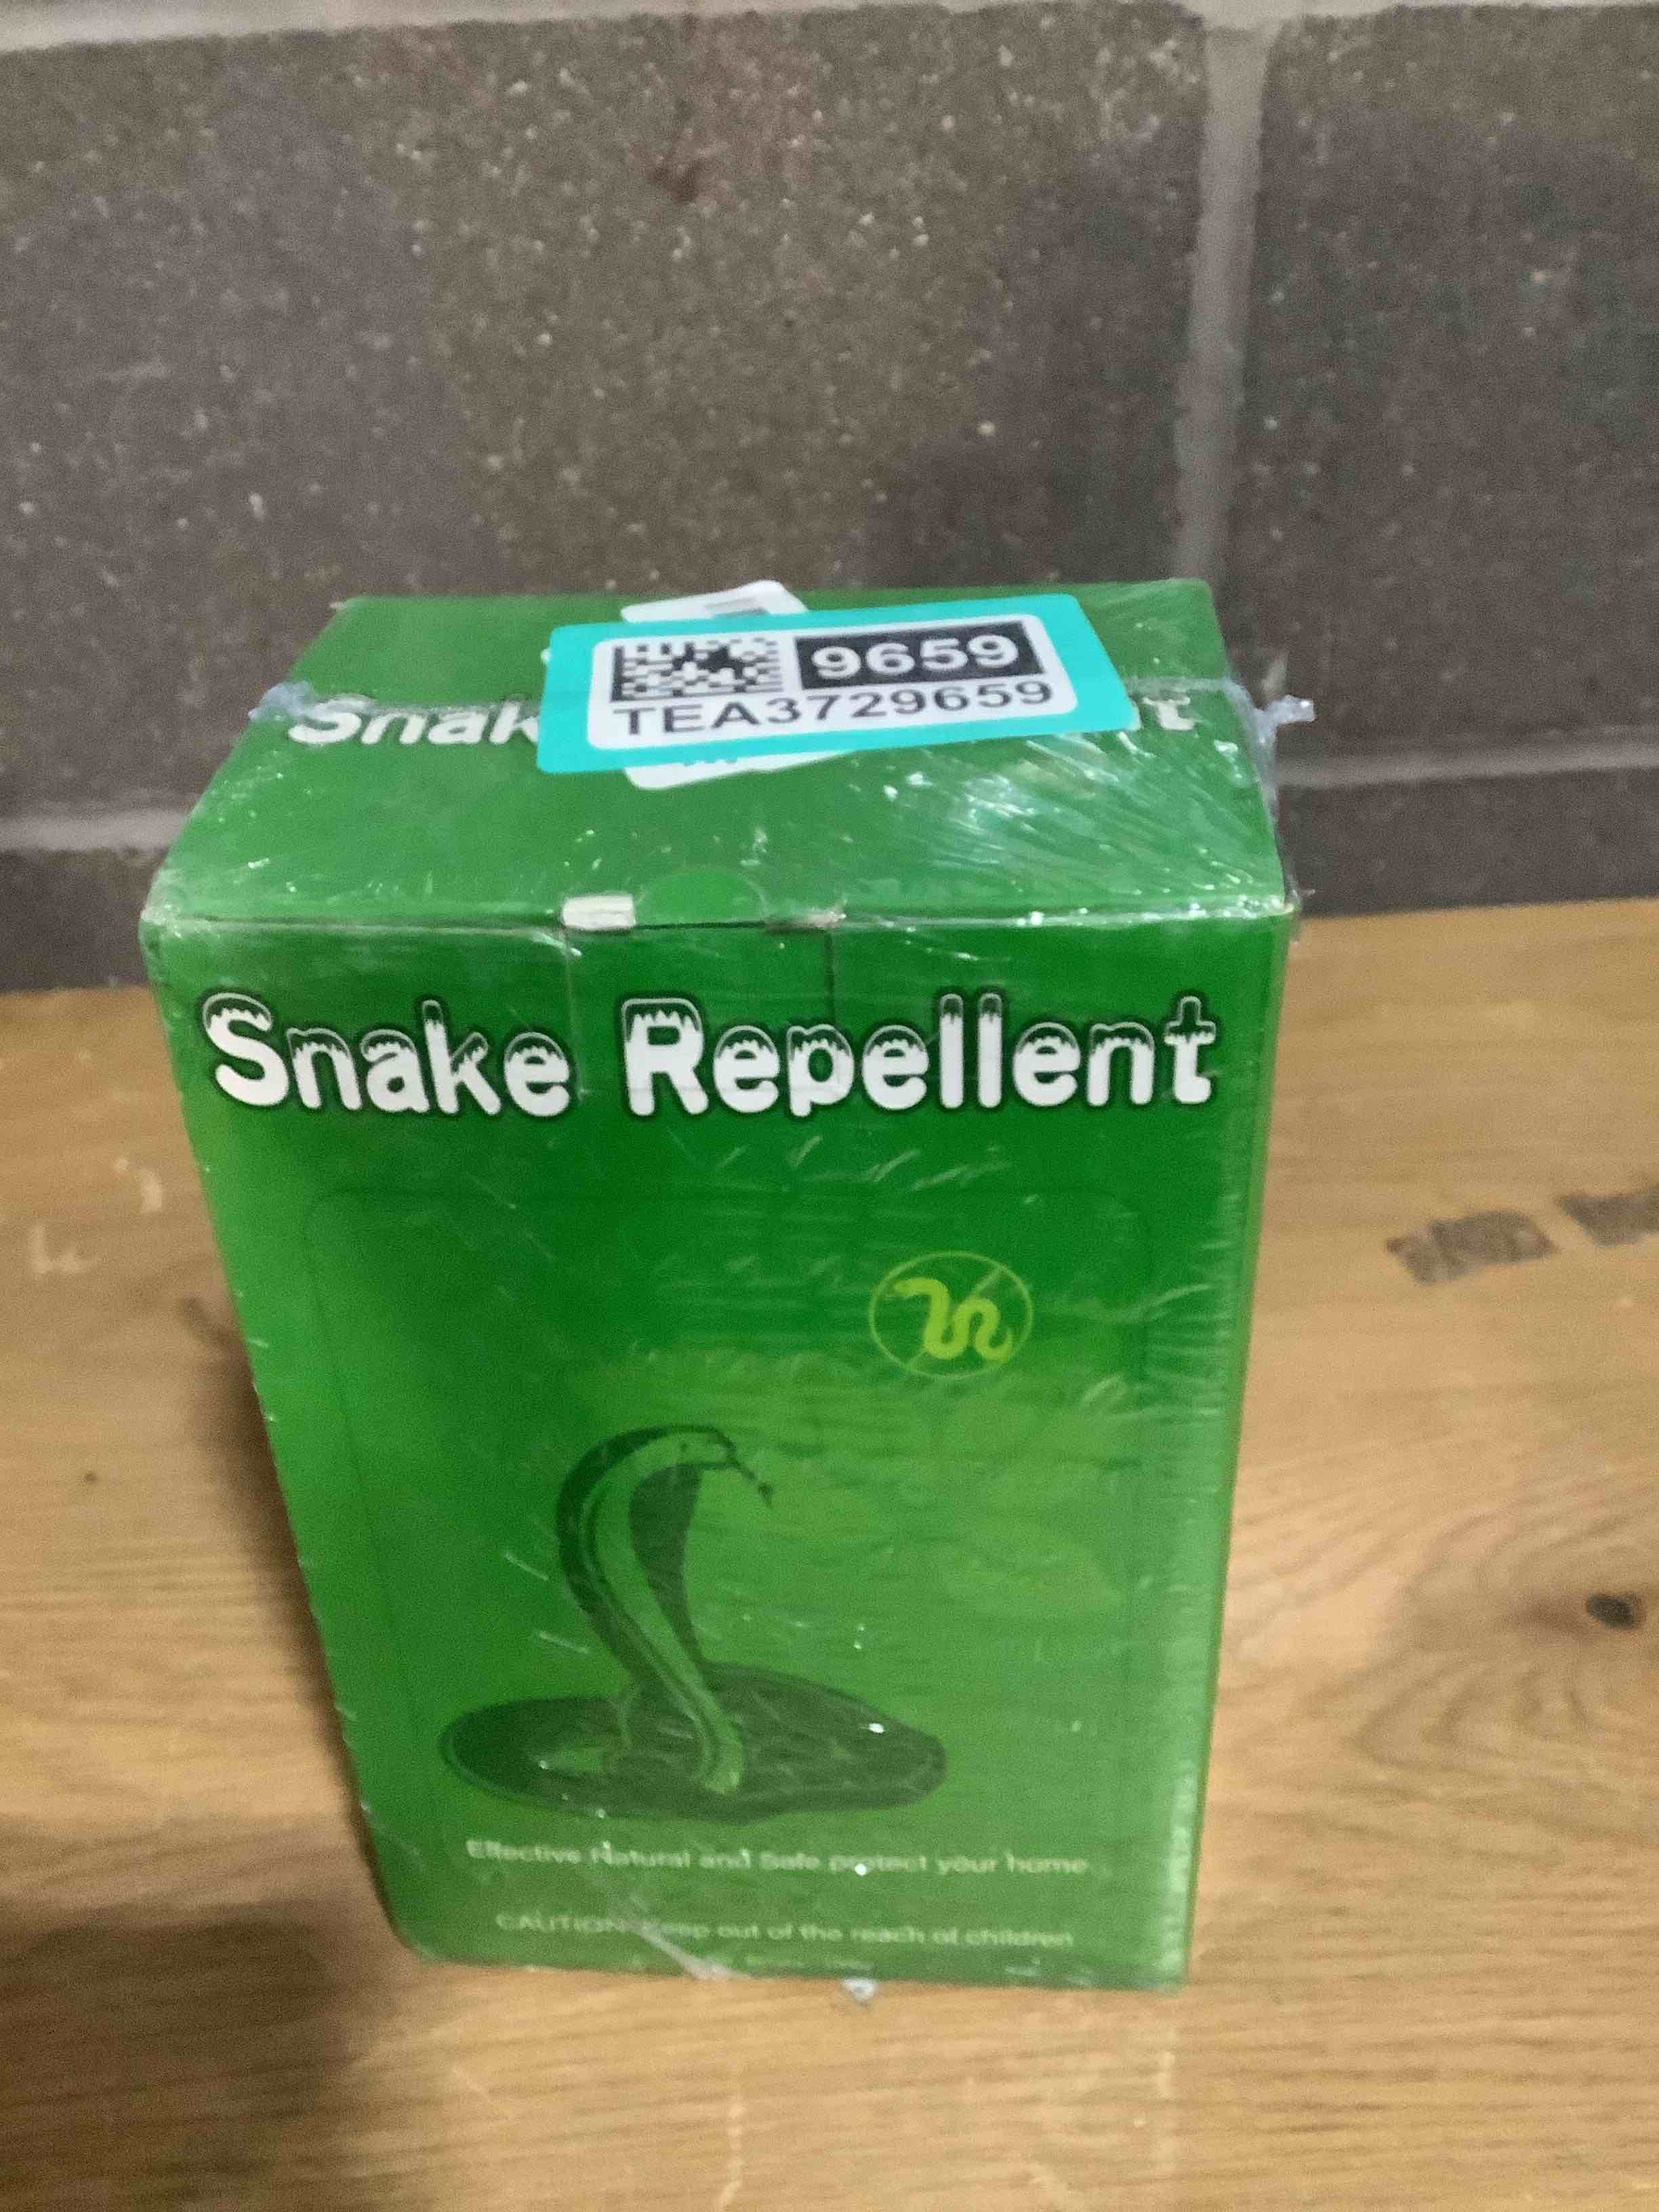 9659
TEA3729659
Snak t
Snake Repellent
Effective Natural and Safe protect your home
CAUTION: Keep out of the reach of children